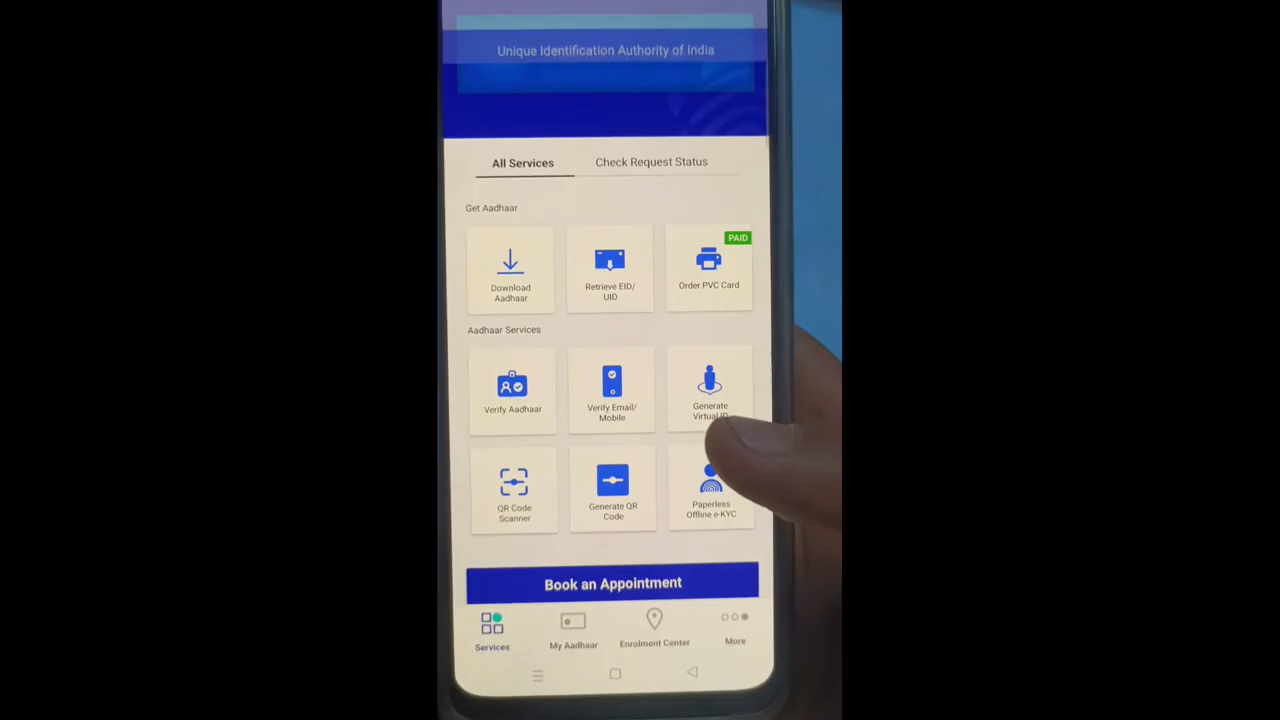 Unique Identification Authority of India
All Services
Check Request Status
Get Aadhaar
PAID
Download
Aadhaar
Retrieve EID/
UID
Order PVC Card
Aadhaar Services
Verify Aadhaar
Verify Email/
Mobile
Generate
Virtual ID
QR Code
Scanner
Generate QR
Code
Paperless
Offline e-KYC
Book an Appointment
Services
My Aadhaar
Enrolment Center
More